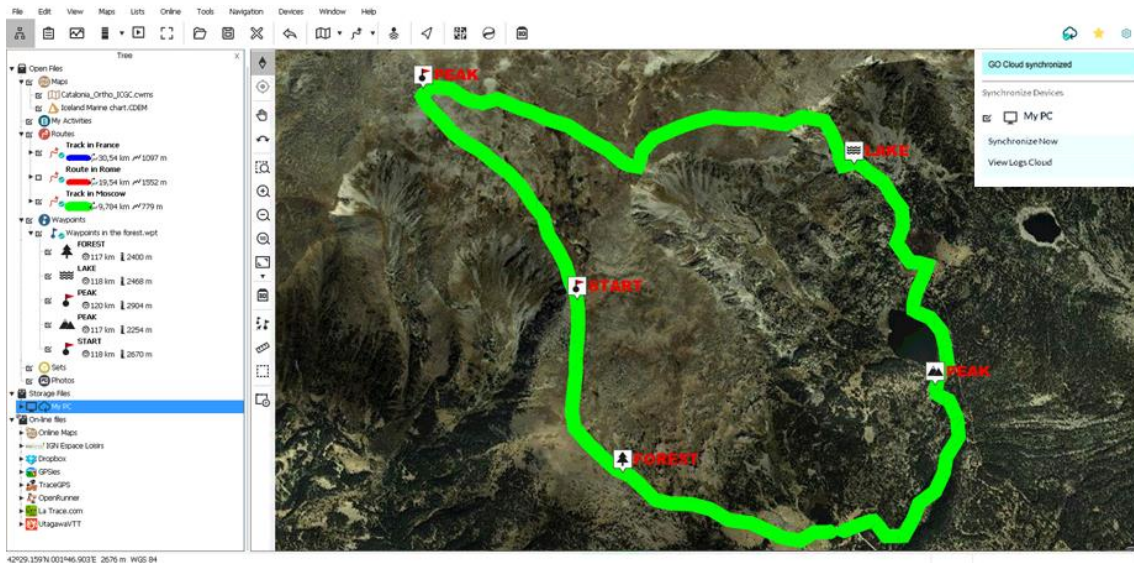 File Edit View Maps Lists Online Tools Navigation Devices Window Help
Tree x
Open Files
Maps
Catalonia_Ortho_ICGC.cwms
Iceland Marine chart.CDEM
My Activities
Routes
Track in France
30,54 km 1097 m
Route in Rome
19,54 km 1552 m
Track in Moscow
9,784 km 779 m
Waypoints
Waypoints in the forest.wpt
FOREST
117 km 2400 m
LAKE
118 km 2468 m
PEAK
120 km 2904 m
PEAK
117 km 2254 m
START
118 km 2670 m
Sets
Photos
Storage Files
My PC
On-line files
Online Maps
IGN Espace Loisirs
Dropbox
GPSies
TraceGPS
OpenRunner
La Trace.com
UtagawaVTT
PEAK
LAKE
START
PEAK
FOREST
GO Cloud synchronized
Synchronize Devices
My PC
Synchronize Now
View Logs Cloud
42º29.159'N 001º46.903'E 2676 m WGS 84